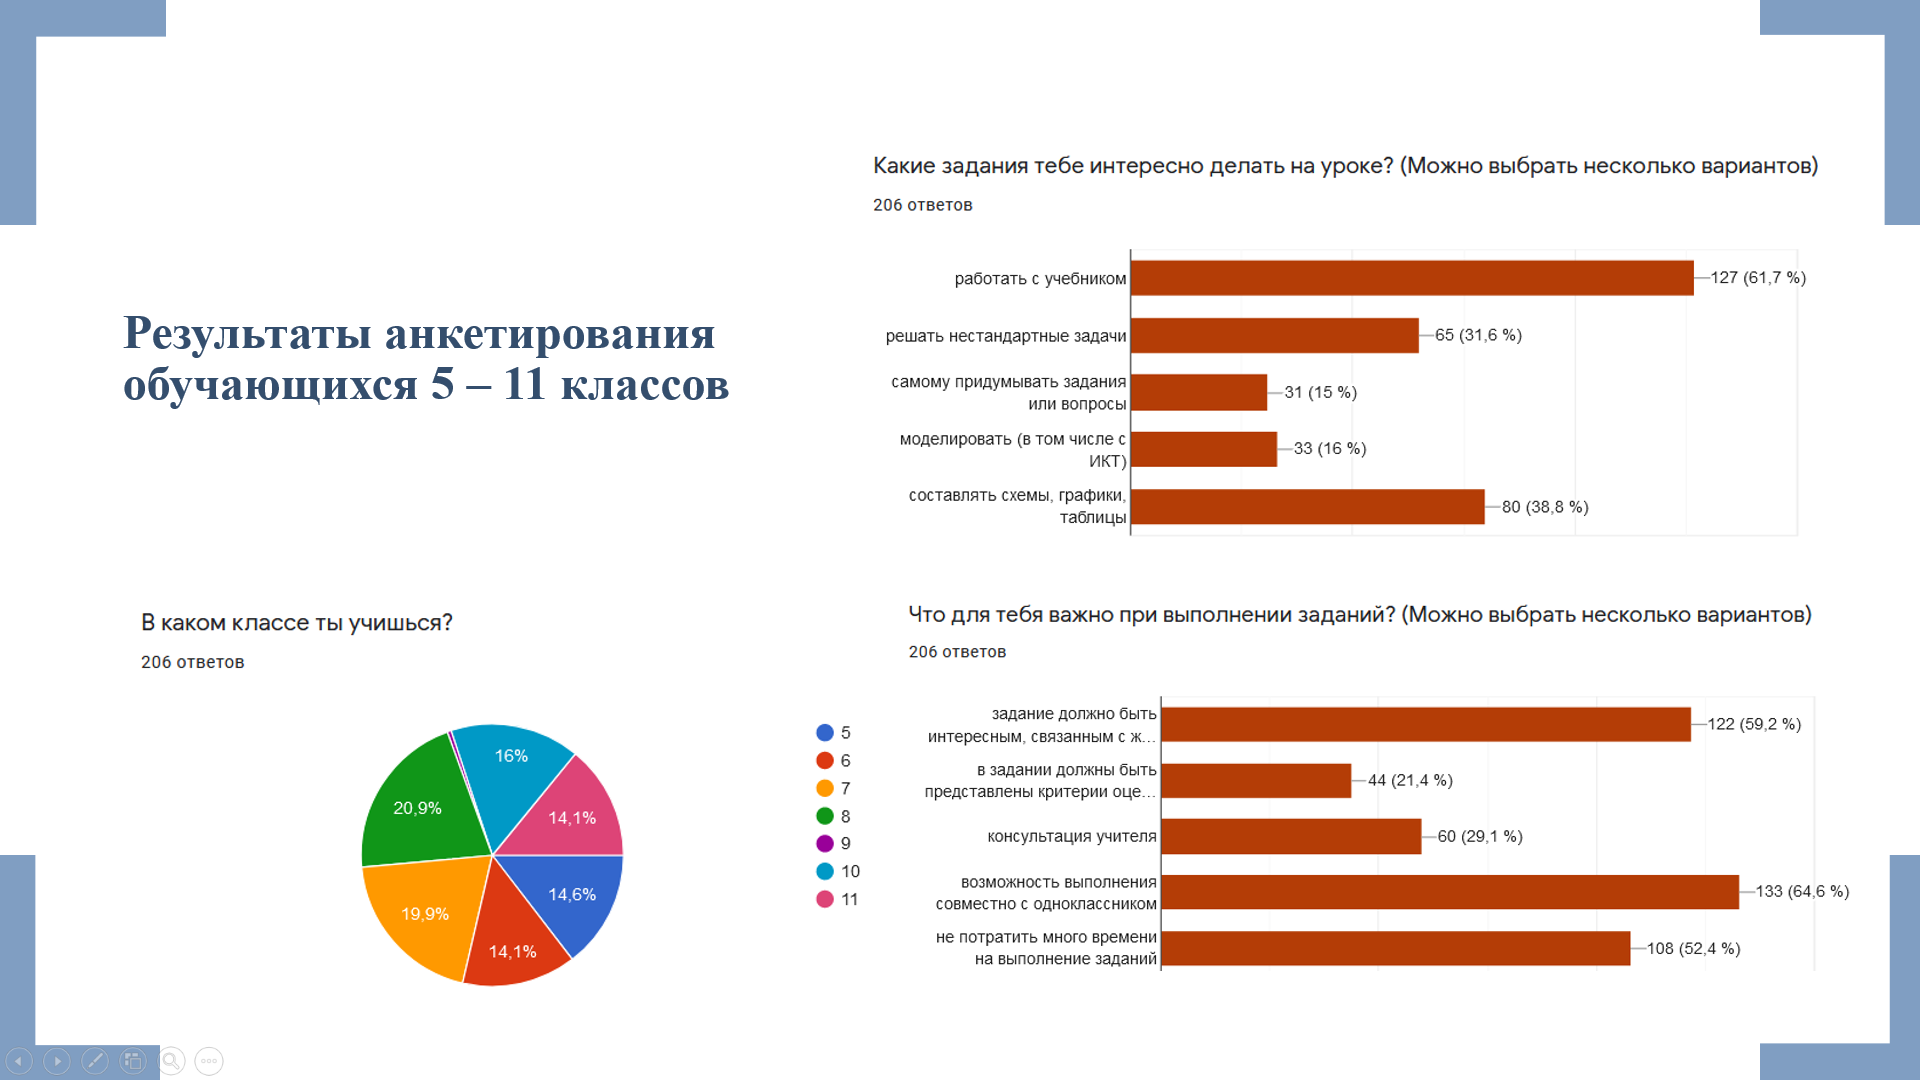 Результаты анкетирования
обучающихся 5 – 11 классов
Какие задания тебе интересно делать на уроке? (Можно выбрать несколько вариантов)
206 ответов
работать с учебником
127 (61,7 %)
решать нестандартные задачи
65 (31,6 %)
самому придумывать задания
или вопросы
31 (15 %)
моделировать (в том числе с
ИКТ)
33 (16 %)
составлять схемы, графики,
таблицы
80 (38,8 %)
В каком классе ты учишься?
206 ответов
16%
14,1%
14,6%
14,1%
19,9%
20,9%
5
6
7
8
9
10
11
Что для тебя важно при выполнении заданий? (Можно выбрать несколько вариантов)
206 ответов
задание должно быть
интересным, связанным с ж...
122 (59,2 %)
в задании должны быть
представлены критерии оце...
44 (21,4 %)
консультация учителя
60 (29,1 %)
возможность выполнения
совместно с одноклассником
133 (64,6 %)
не потратить много времени
на выполнение заданий
108 (52,4 %)